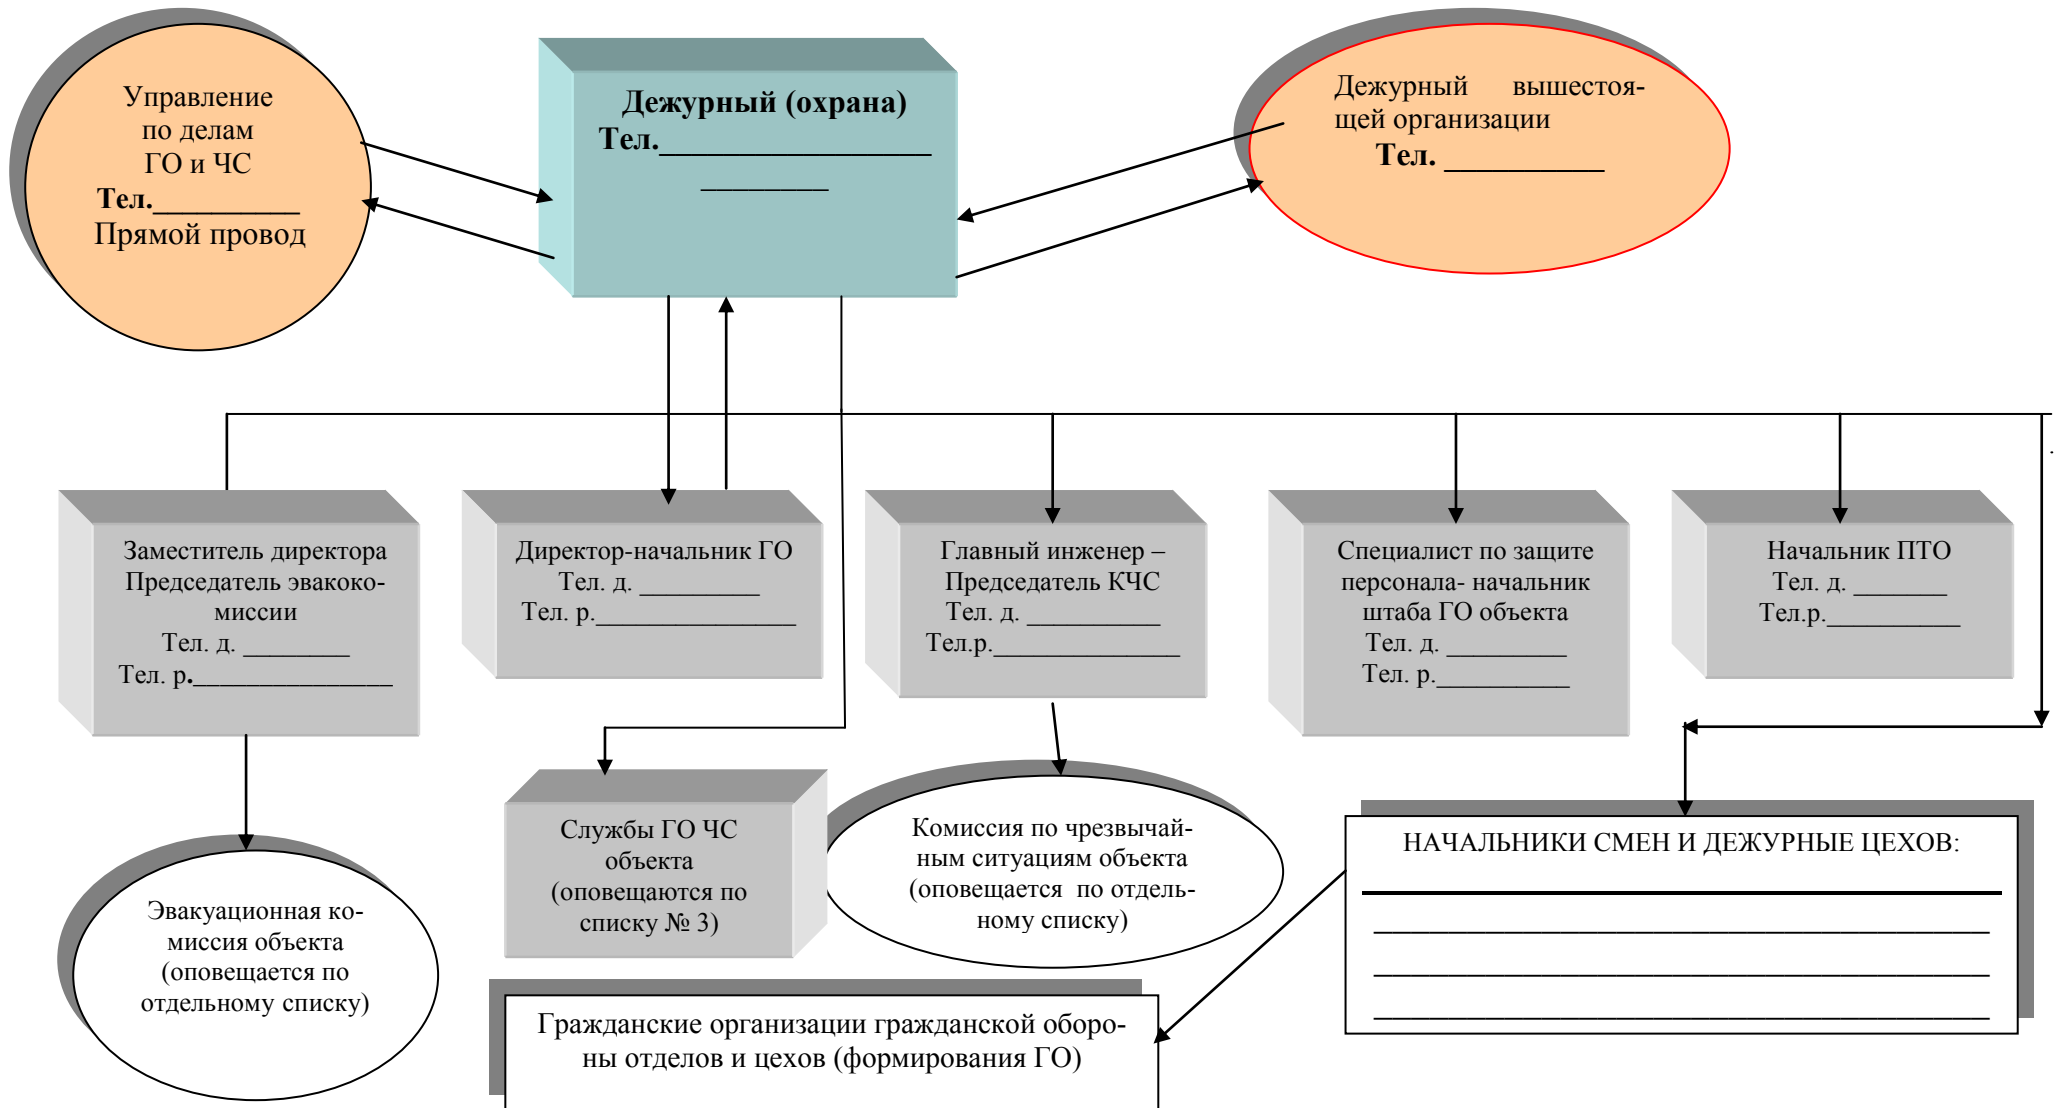 Управление
по делам
ГО и ЧС
Тел.__________
Прямой провод
Дежурный (охрана)
Тел._________________
________
Дежурный вышестоя-
щей организации
Тел. __________
Заместитель директора
Председатель эвакоко-
миссии
Тел. д. ________
Тел. р._______________
Директор-начальник ГО
Тел. д. _________
Тел. р._______________
Главный инженер –
Председатель КЧС
Тел. д. __________
Тел.р.______________
Специалист по защите
персонала- начальник
штаба ГО объекта
Тел. д. _________
Тел. р.__________
Начальник ПТО
Тел. д. _______
Тел.р.__________
Эвакуационная ко-
миссия объекта
(оповещается по
отдельному списку)
Службы ГО ЧС
объекта
(оповещаются по
списку № 3)
Комиссия по чрезвычай-
ным ситуациям объекта
(оповещается по отдель-
ному списку)
НАЧАЛЬНИКИ СМЕН И ДЕЖУРНЫЕ ЦЕХОВ:
Гражданские организации гражданской оборо-
ны отделов и цехов (формирования ГО)